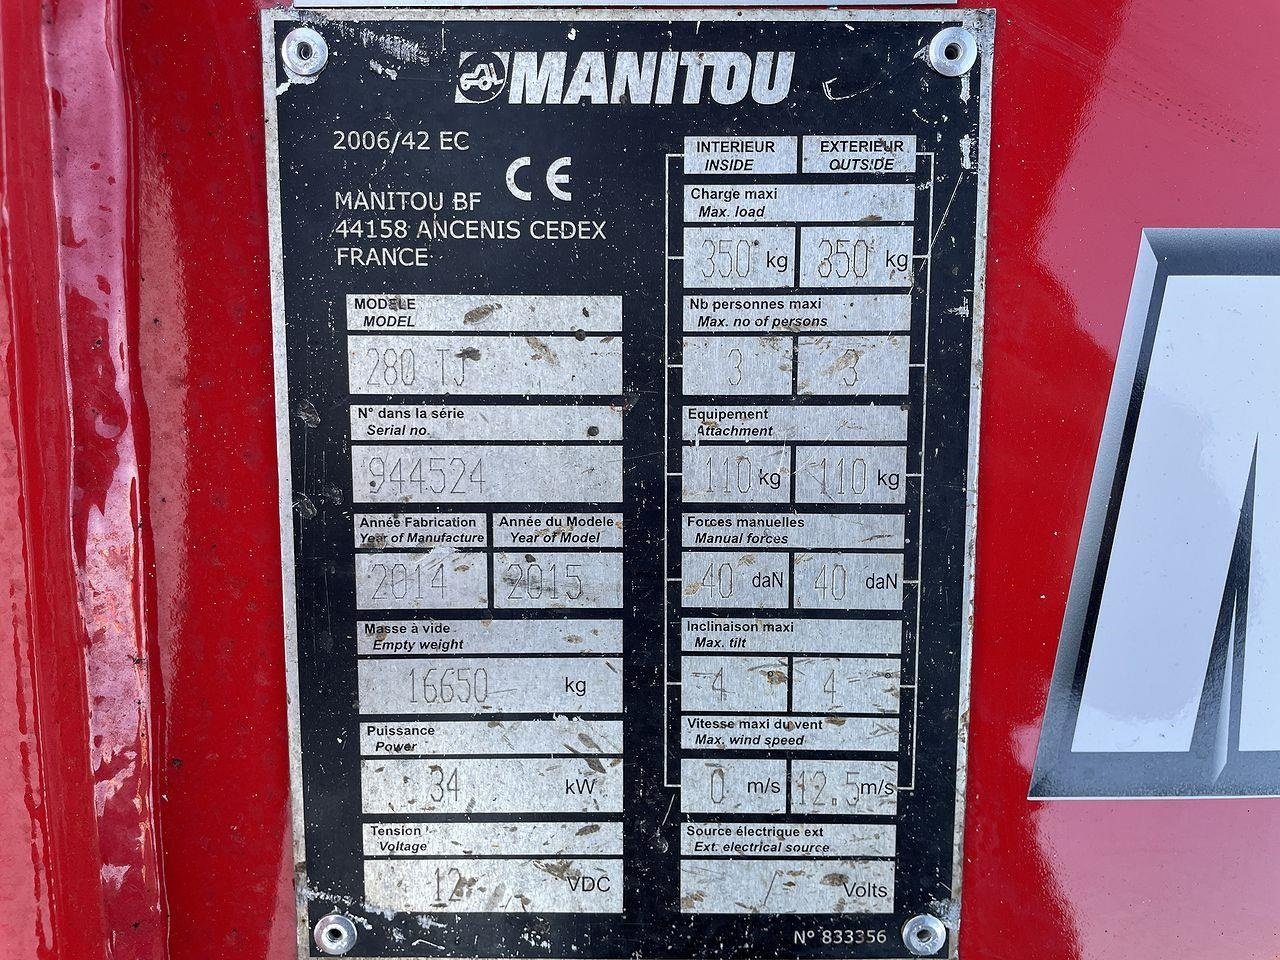 MANITOU
2006/42 EC
CE
MANITOU BF
44158 ANCENIS CEDEX
FRANCE
MODELE
MODEL
280 TJ
N° dans la série
Serial no.
944524
Année Fabrication
Year of Manufacture
2014
Année du Modele
Year of Model
2015
Masse à vide
Empty weight
16650 kg
Puissance
Power
34 kW
Tension
Voltage
12 VDC
INTERIEUR EXTERIEUR
INSIDE OUTSIDE
Charge maxi
Max. load
350 kg 350 kg
Nb personnes maxi
Max. no of persons
3 3
Equipement
Attachment
110 kg 110 kg
Forces manuelles
Manual forces
40 daN 40 daN
Inclinaison maxi
Max. tilt
4 ° 4 °
Vitesse maxi du vent
Max. wind speed
0 m/s 12.5 m/s
Source électrique ext
Ext. electrical source
/ Volts
N° 833356